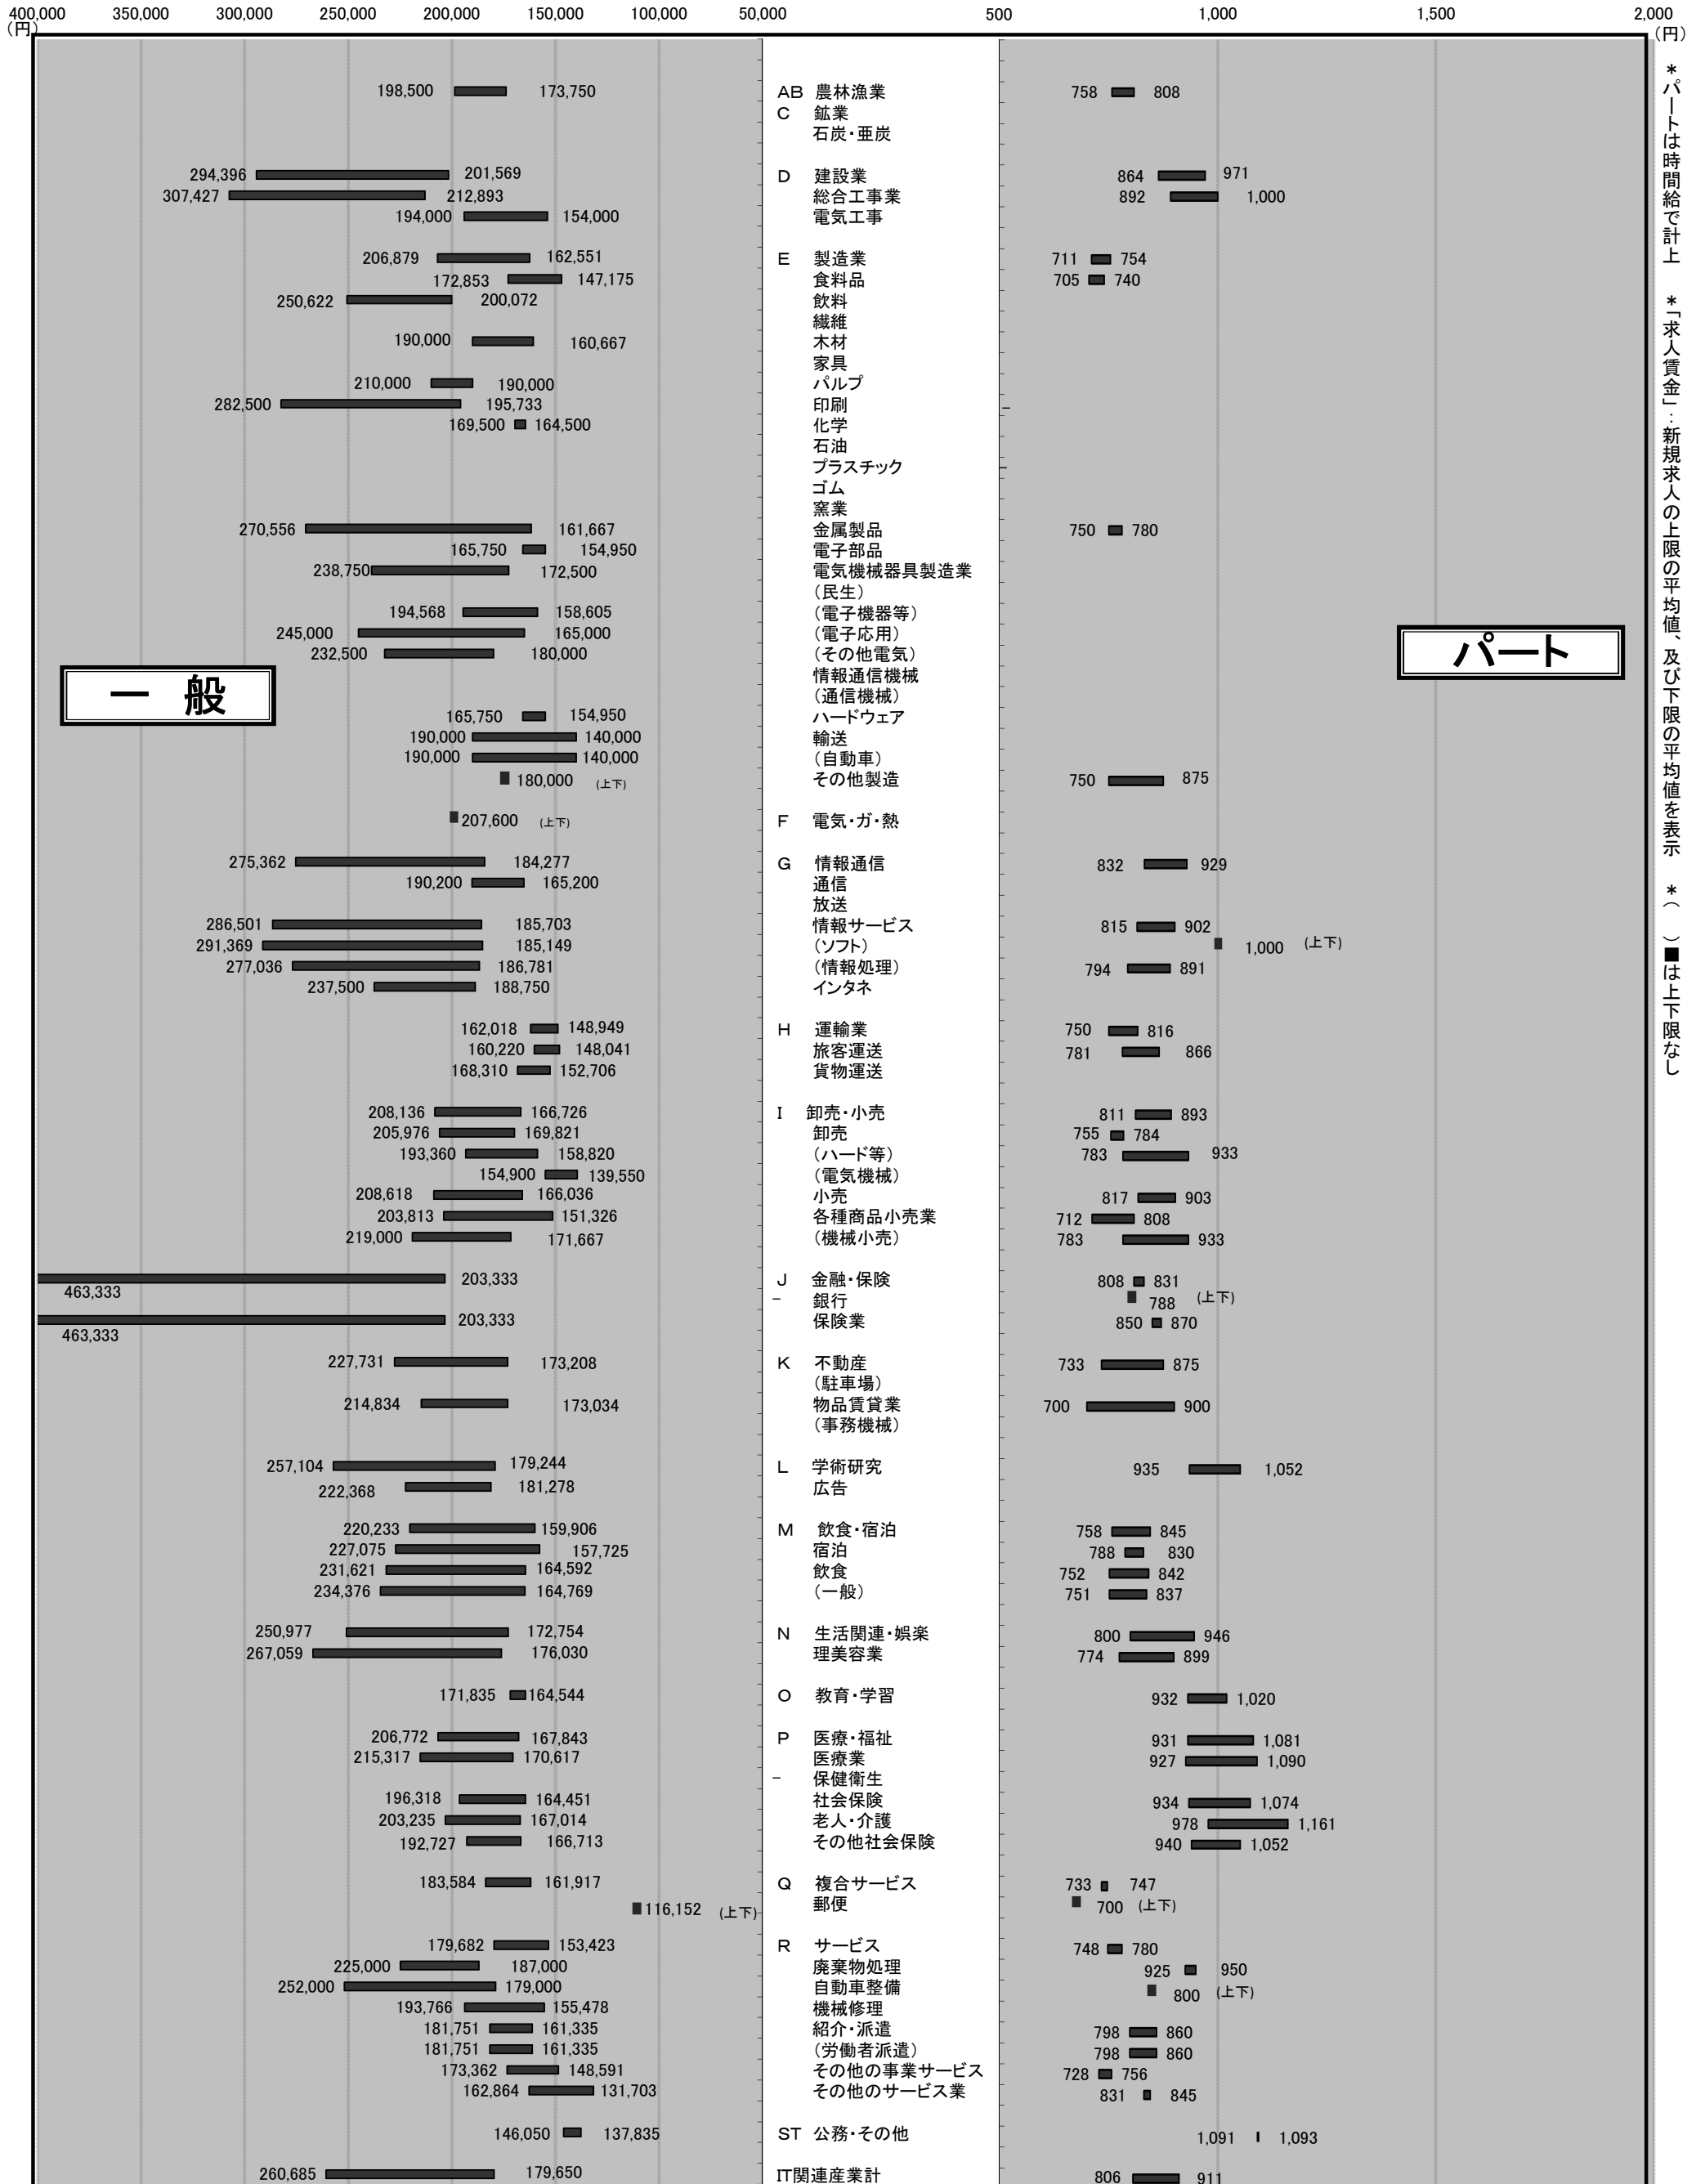 400,000 350,000 300,000 250,000 200,000 150,000 100,000 50,000 500 1,000 1,500 2,000
(円) (円)
198,500 173,750 AB 農林漁業 758 808
C 鉱業
石炭・亜炭
294,396 201,569 D 建設業 864 971
307,427 212,893 総合工事業 892 1,000
194,000 154,000 電気工事
206,879 162,551 E 製造業 711 754
172,853 147,175 食料品 705 740
250,622 200,072 飲料
繊維
190,000 160,667 木材
家具
210,000 190,000 パルプ
282,500 195,733 印刷
169,500 164,500 化学
石油
プラスチック
ゴム
窯業
270,556 161,667 金属製品 750 780
165,750 154,950 電子部品
238,750 172,500 電気機械器具製造業
(民生)
194,568 158,605 (電子機器等)
245,000 165,000 (電子応用)
232,500 180,000 (その他電気)
情報通信機械
(通信機械)
165,750 154,950 ハードウェア
190,000 140,000 輸送
190,000 140,000 (自動車)
180,000 (上下) その他製造 750 875
207,600 (上下) F 電気・ガ・熱
275,362 184,277 G 情報通信 832 929
190,200 165,200 通信
放送
286,501 185,703 情報サービス 815 902
291,369 185,149 (ソフト) 1,000 (上下)
277,036 186,781 (情報処理) 794 891
237,500 188,750 インタネ
162,018 148,949 H 運輸業 750 816
160,220 148,041 旅客運送 781 866
168,310 152,706 貨物運送
208,136 166,726 I 卸売・小売 811 893
205,976 169,821 卸売 755 784
193,360 158,820 (ハード等) 783 933
154,900 139,550 (電気機械)
208,618 166,036 小売 817 903
203,813 151,326 各種商品小売業 712 808
219,000 171,667 (機械小売) 783 933
463,333 203,333 J 金融・保険 808 831
- 銀行 788 (上下)
463,333 203,333 保険業 850 870
227,731 173,208 K 不動産 733 875
(駐車場)
214,834 173,034 物品賃貸業 700 900
(事務機械)
257,104 179,244 L 学術研究 935 1,052
222,368 181,278 広告
220,233 159,906 M 飲食・宿泊 758 845
227,075 157,725 宿泊 788 830
231,621 164,592 飲食 752 842
234,376 164,769 (一般) 751 837
250,977 172,754 N 生活関連・娯楽 800 946
267,059 176,030 理美容業 774 899
171,835 164,544 O 教育・学習 932 1,020
206,772 167,843 P 医療・福祉 931 1,081
215,317 170,617 医療業 927 1,090
- 保健衛生
196,318 164,451 社会保険 934 1,074
203,235 167,014 老人・介護 978 1,161
192,727 166,713 その他社会保険 940 1,052
183,584 161,917 Q 複合サービス 733 747
116,152 (上下) 郵便 700 (上下)
179,682 153,423 R サービス 748 780
225,000 187,000 廃棄物処理 925 950
252,000 179,000 自動車整備 800 (上下)
193,766 155,478 機械修理
181,751 161,335 紹介・派遣 798 860
181,751 161,335 (労働者派遣) 798 860
173,362 148,591 その他の事業サービス 728 756
162,864 131,703 その他のサービス業 831 845
146,050 137,835 ST 公務・その他 1,091 1,093
260,685 179,650 IT関連産業計 806 911
一 般
パート
*パートは時間給で計上 *「求人賃金」:新規求人の上限の平均値、及び下限の平均値を表示 *( )■は上下限なし